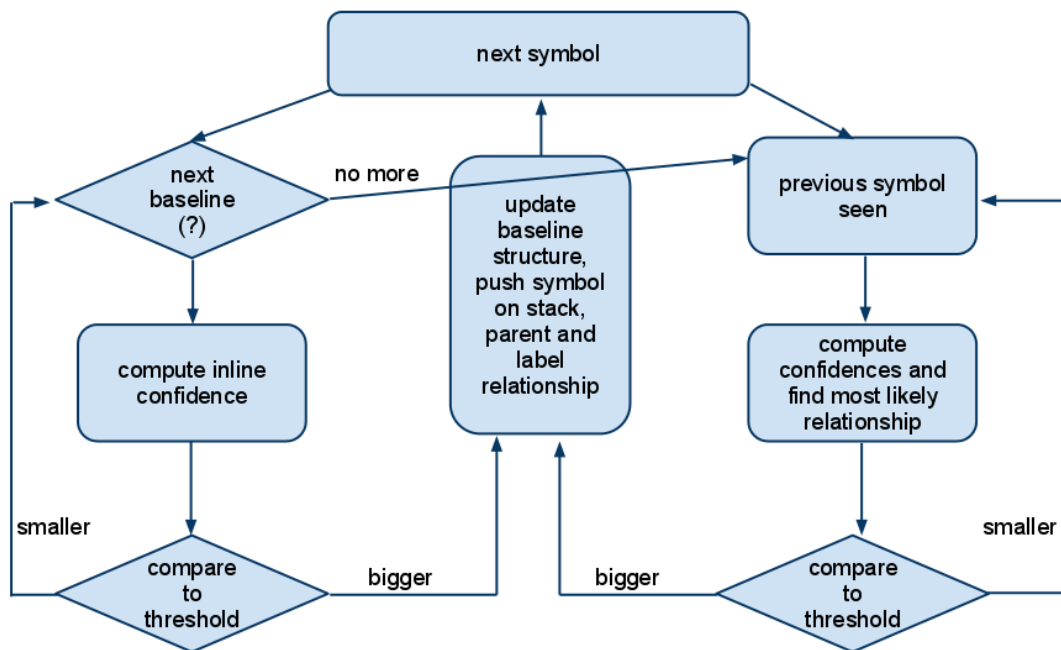 next symbol
next
baseline
(?)
no more
update
baseline
structure,
push symbol
on stack,
parent and
label
relationship
previous symbol
seen
compute inline
confidence
compute
confidences and
find most likely
relationship
smaller
compare
to
threshold
bigger
bigger
compare
to
threshold
smaller